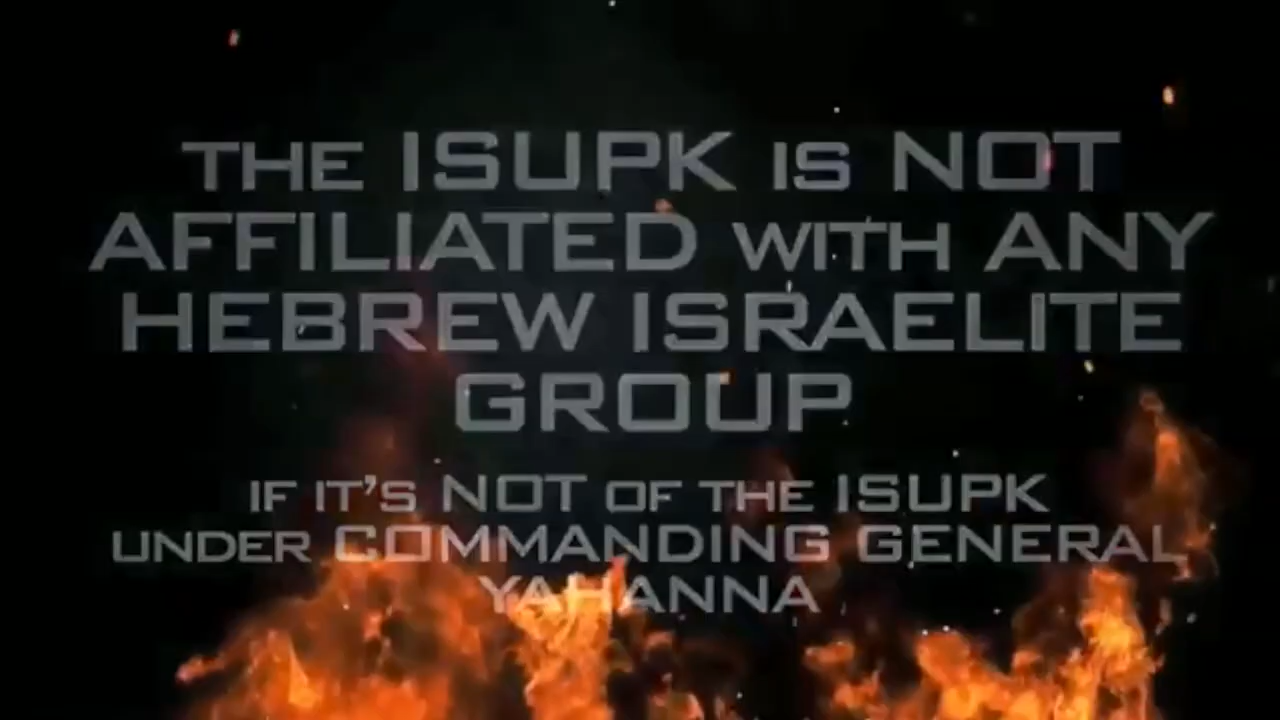 THE ISUPK IS NOT
AFFILIATED WITH ANY
HEBREW ISRAELITE
GROUP
IF IT'S NOT OF THE ISUPK
UNDER COMMANDING GENERAL
YAHANNA